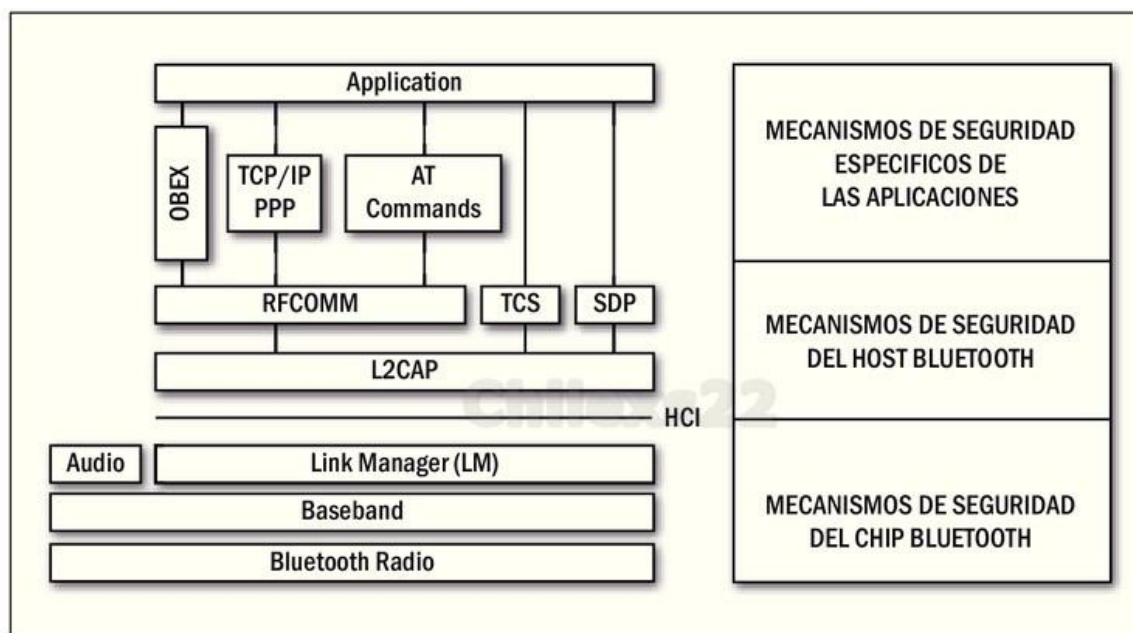 Application
OBEX
TCP/IP
PPP
AT
Commands
RFCOMM
TCS
SDP
L2CAP
HCI
Audio
Link Manager (LM)
Baseband
Bluetooth Radio
MECANISMOS DE SEGURIDAD
ESPECIFICOS DE
LAS APLICACIONES
MECANISMOS DE SEGURIDAD
DEL HOST BLUETOOTH
MECANISMOS DE SEGURIDAD
DEL CHIP BLUETOOTH